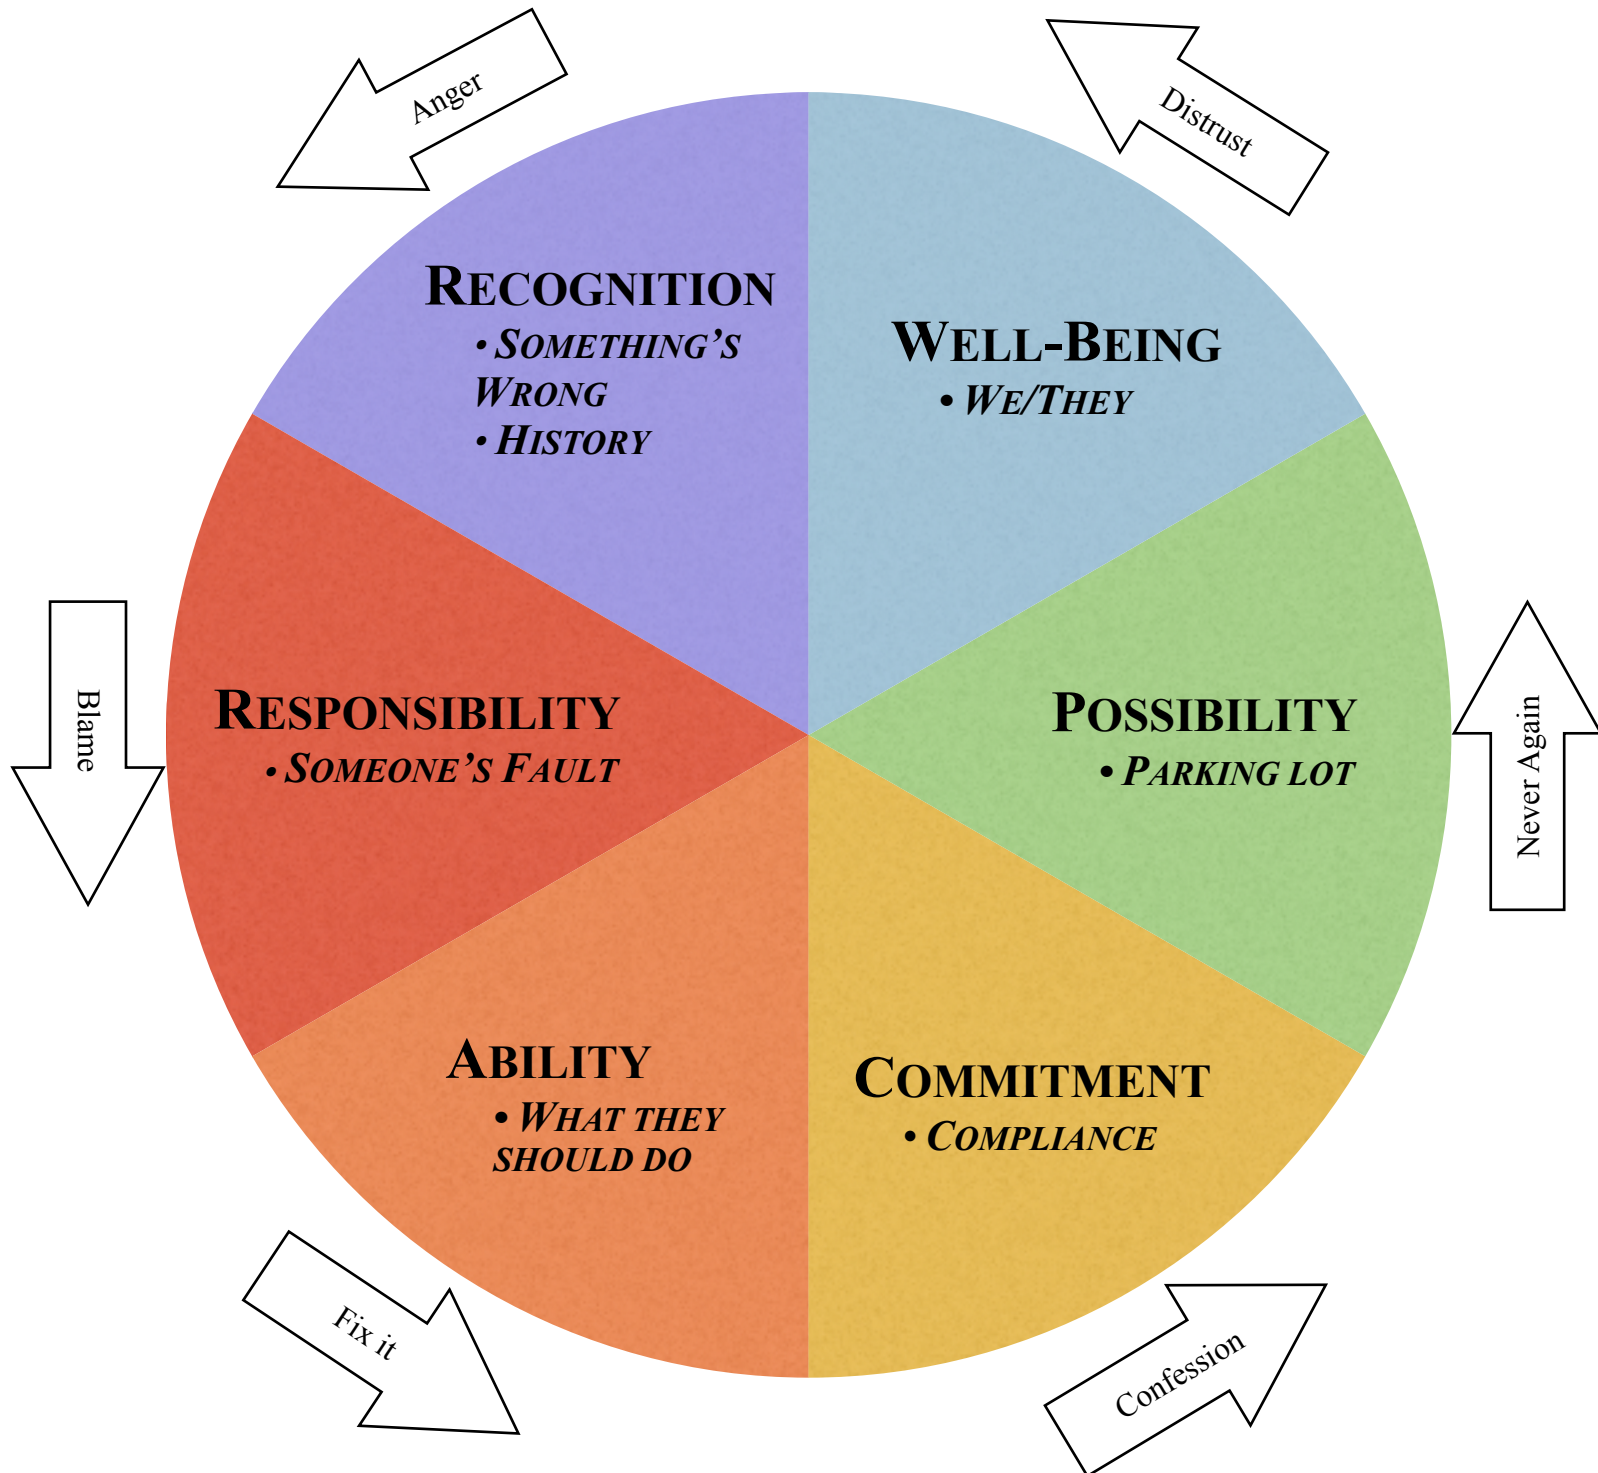 Anger
Distrust
RECOGNITION
• SOMETHING'S
WRONG
• HISTORY
WELL-BEING
• WE/THEY
Blame
RESPONSIBILITY
• SOMEONE'S FAULT
POSSIBILITY
• PARKING LOT
Never Again
ABILITY
• WHAT THEY
SHOULD DO
COMMITMENT
• COMPLIANCE
Fix it
Confession